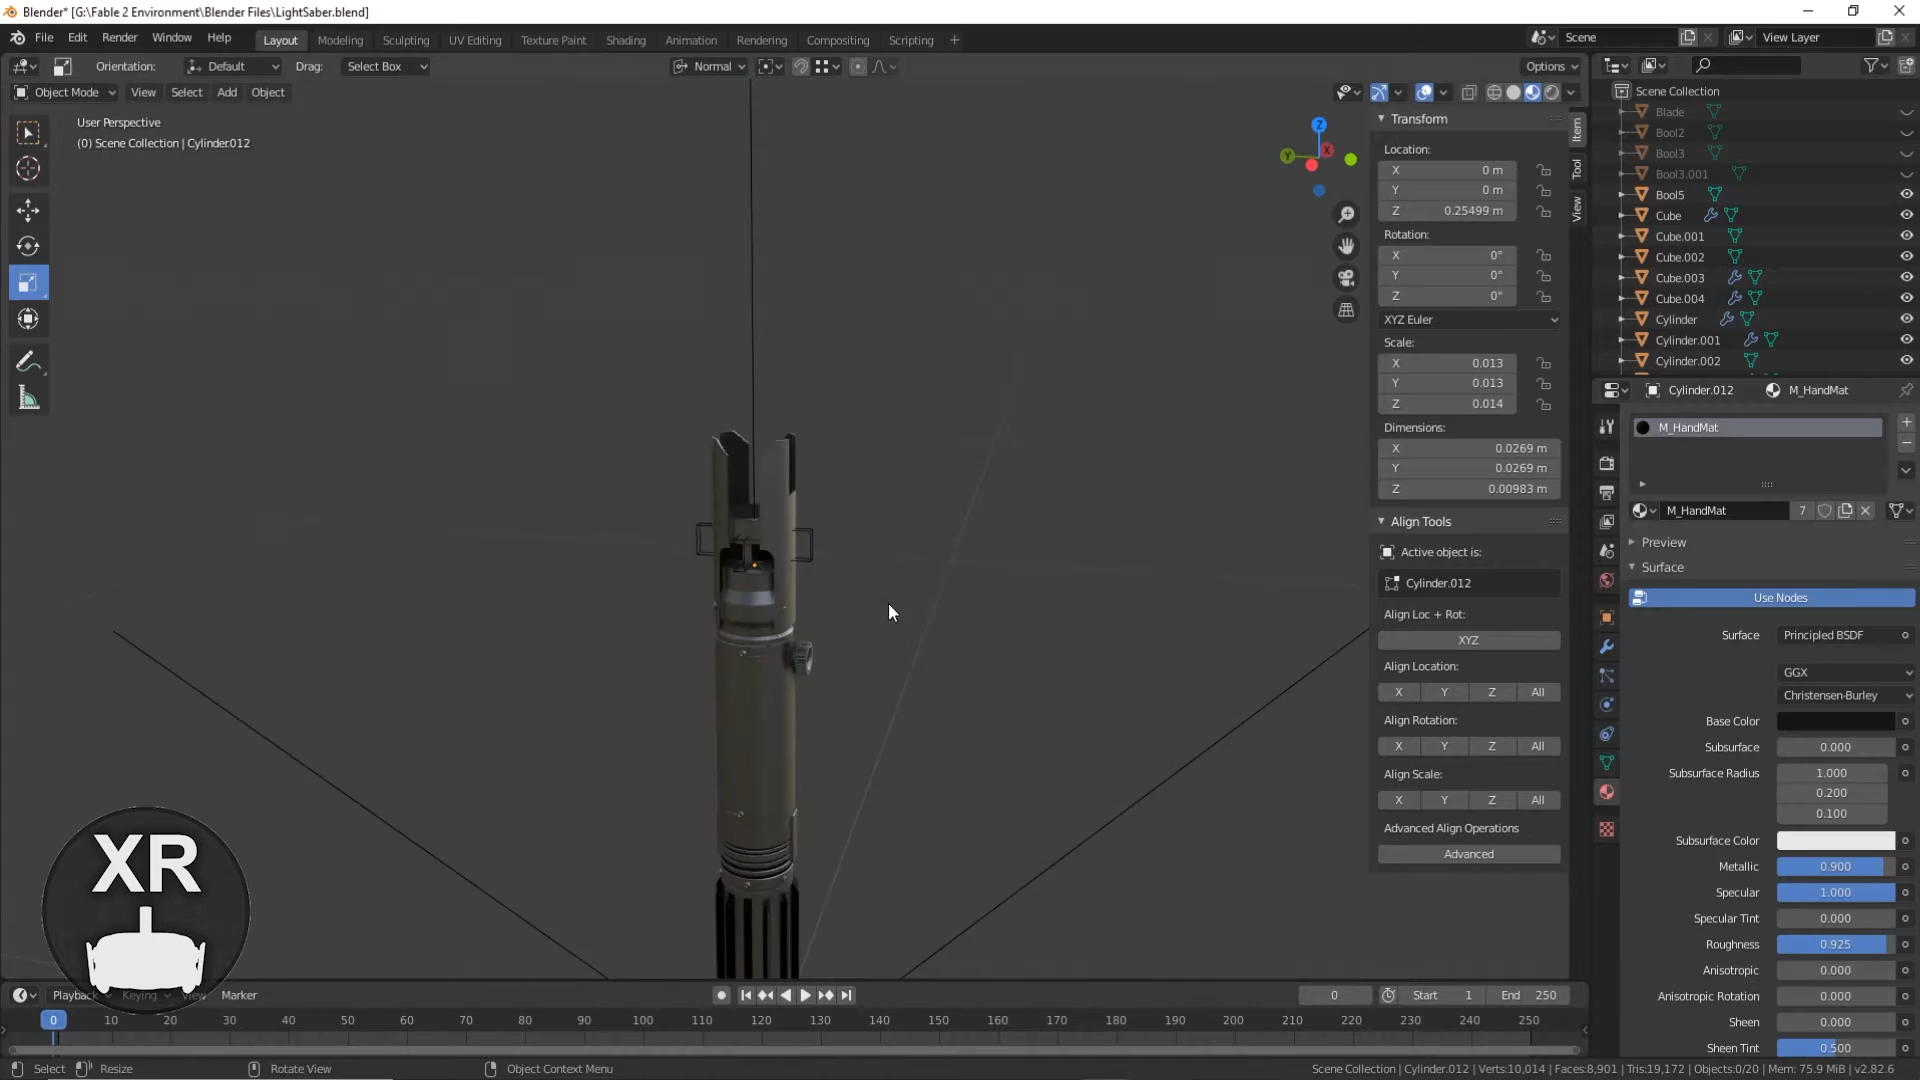 Blender* [G:\Fable 2 Environment\Blender Files\LightSaber.blend]
File Edit Render Window Help
Layout Modeling Sculpting UV Editing Texture Paint Shading Animation Rendering Compositing Scripting +
Scene View Layer
Orientation: Default Drag: Select Box Normal Options
Object Mode View Select Add Object
User Perspective
(0) Scene Collection | Cylinder.012
Z
Y
X
Transform
Location:
X 0 m
Y 0 m
Z 0.25499 m
Rotation:
X 0°
Y 0°
Z 0°
XYZ Euler
Scale:
X 0.013
Y 0.013
Z 0.014
Dimensions:
X 0.0269 m
Y 0.0269 m
Z 0.00983 m
Align Tools
Active object is:
Cylinder.012
Align Loc + Rot:
XYZ
Align Location:
X Y Z All
Align Rotation:
X Y Z All
Align Scale:
X Y Z All
Advanced Align Operations
Advanced
Item
Tool
View
Scene Collection
Blade
Bool2
Bool3
Bool3.001
Bool5
Cube
Cube.001
Cube.002
Cube.003
Cube.004
Cylinder
Cylinder.001
Cylinder.002
Cylinder.012 M_HandMat
M_HandMat
M_HandMat 7
Preview
Surface
Use Nodes
Surface Principled BSDF
GGX
Christensen-Burley
Base Color
Subsurface 0.000
Subsurface Radius 1.000
0.200
0.100
Subsurface Color
Metallic 0.900
Specular 1.000
Specular Tint 0.000
Roughness 0.925
Anisotropic 0.000
Anisotropic Rotation 0.000
Sheen 0.000
Sheen Tint 0.500
XR
Playback Keying View Marker
0 Start 1 End 250
0 10 20 30 40 50 60 70 80 90 100 110 120 130 140 150 160 170 180 190 200 210 220 230 240 250
Select Resize Rotate View Object Context Menu
Scene Collection | Cylinder.012 | Verts:10,014 | Faces:8,901 | Tris:19,172 | Objects:0/20 | Mem: 75.9 MiB | v2.82.6